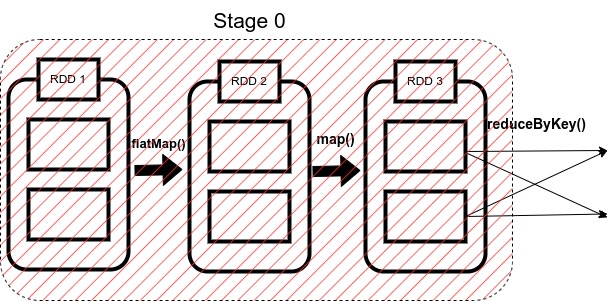 Stage 0
RDD 1
RDD 2
RDD 3
flatMap()
map()
reduceByKey()